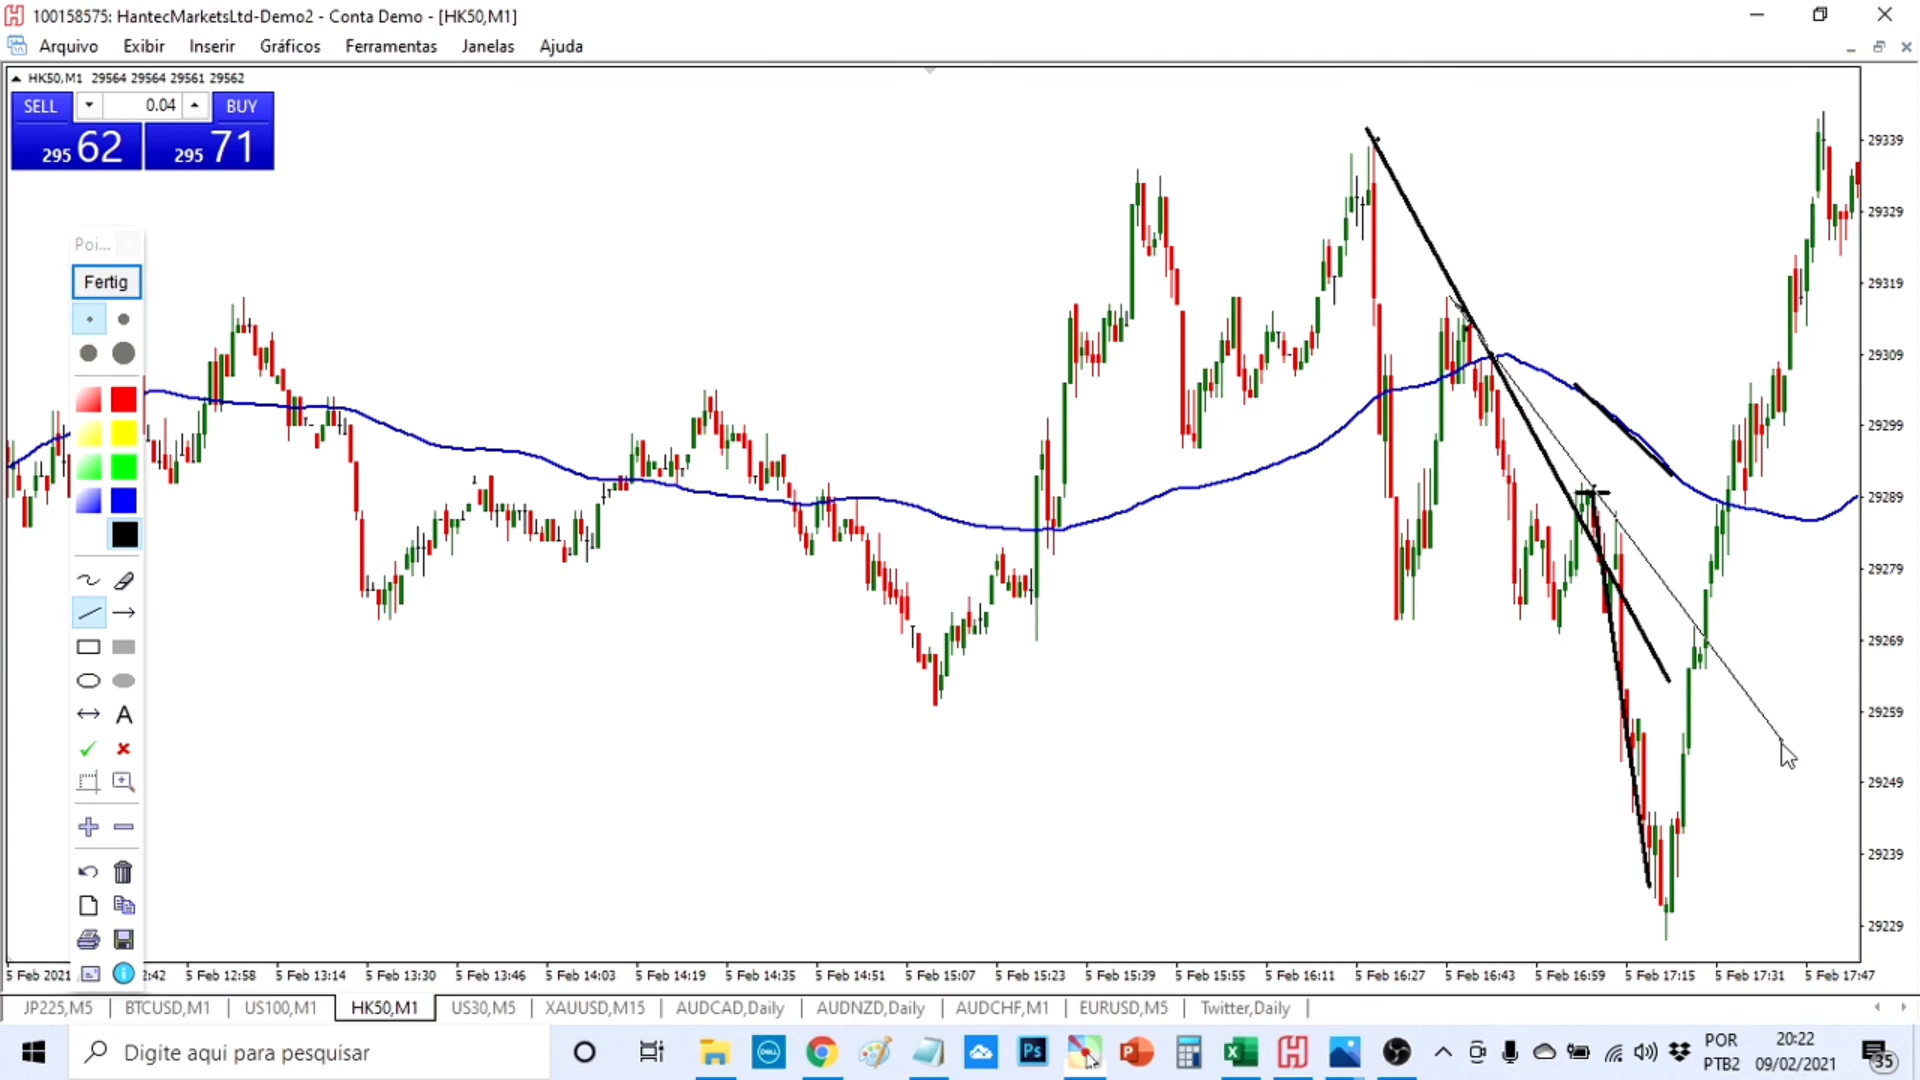 100158575: HantecMarketsLtd-Demo2 - Conta Demo - [HK50,M1]
Arquivo Exibir Inserir Gráficos Ferramentas Janelas Ajuda
HK50,M1 29564 29564 29561 29562
SELL 0.04 BUY
295 62 295 71
Poi...
Fertig
A
29339
29329
29319
29309
29299
29289
29279
29269
29259
29249
29239
29229
5 Feb 2021 2:42 5 Feb 12:58 5 Feb 13:14 5 Feb 13:30 5 Feb 13:46 5 Feb 14:03 5 Feb 14:19 5 Feb 14:35 5 Feb 14:51 5 Feb 15:07 5 Feb 15:23 5 Feb 15:39 5 Feb 15:55 5 Feb 16:11 5 Feb 16:27 5 Feb 16:43 5 Feb 16:59 5 Feb 17:15 5 Feb 17:31 5 Feb 17:47
JP225,M5 BTCUSD,M1 US100,M1 HK50,M1 US30,M5 XAUUSD,M15 AUDCAD,Daily AUDNZD,Daily AUDCHF,M1 EURUSD,M5 Twitter,Daily
Digite aqui para pesquisar
DELL
Ps
P
X
POR
PTB2
20:22
09/02/2021
35